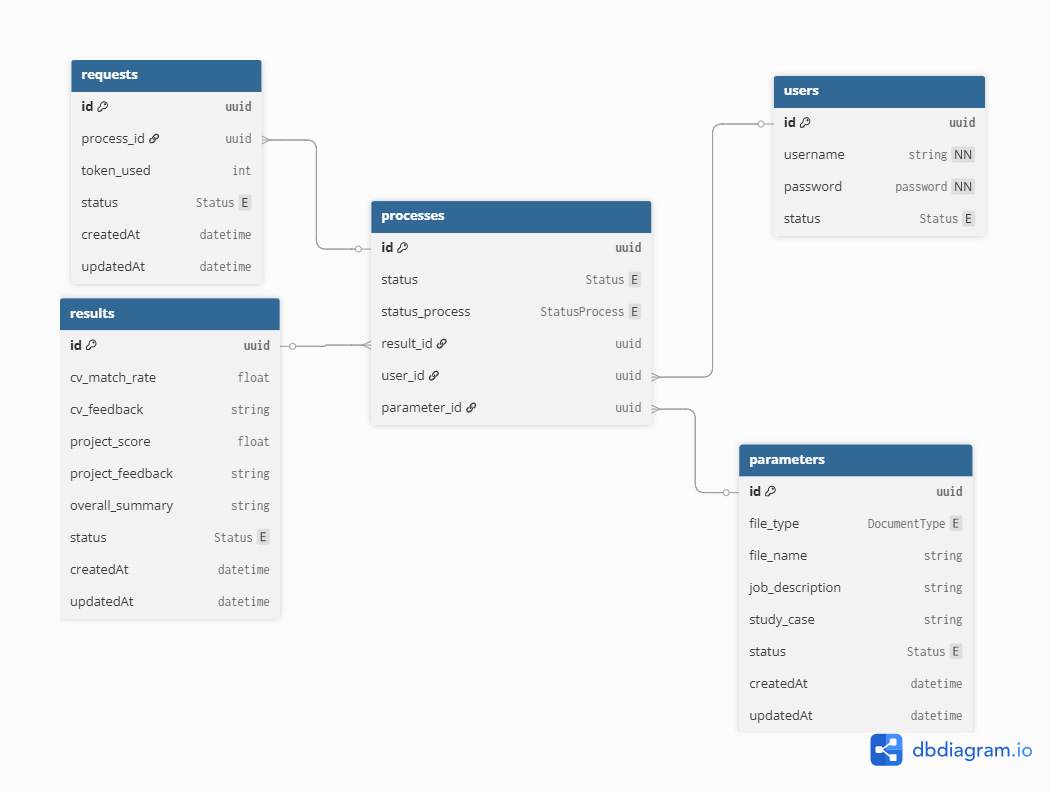 requests
id uuid
process_id uuid
token_used int
status Status E
createdAt datetime
updatedAt datetime
results
id uuid
cv_match_rate float
cv_feedback string
project_score float
project_feedback string
overall_summary string
status Status E
createdAt datetime
updatedAt datetime
processes
id uuid
status Status E
status_process StatusProcess E
result_id uuid
user_id uuid
parameter_id uuid
users
id uuid
username string NN
password password NN
status Status E
parameters
id uuid
file_type DocumentType E
file_name string
job_description string
study_case string
status Status E
createdAt datetime
updatedAt datetime
dbdiagram.io